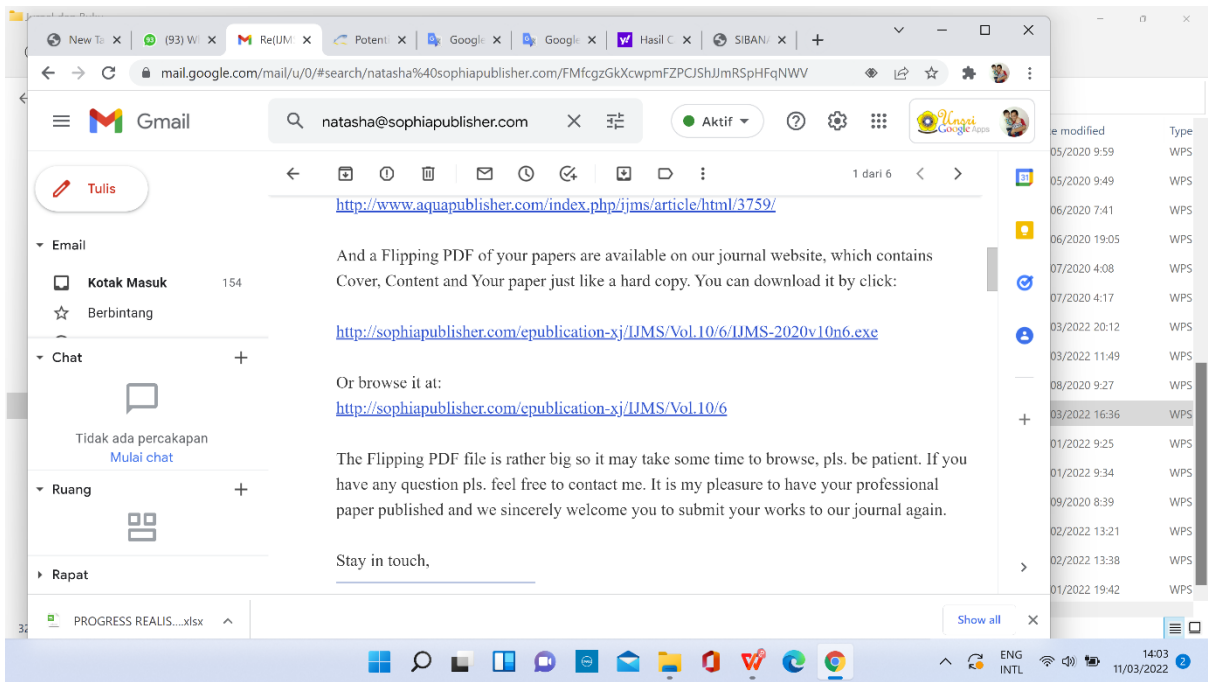 New Ta
(93) W
Re(IJM
Potenti
Google
Google
Hasil C
SIBAN
mail.google.com/mail/u/0/#search/natasha%40sophiapublisher.com/FMfcgzGkXcwpmFZPCJShJJmRSpHFqNWV
Gmail
natasha@sophiapublisher.com
Aktif
Unsri
Google Apps
Tulis
1 dari 6
31
http://www.aquapublisher.com/index.php/ijms/article/html/3759/
Email
Kotak Masuk 154
Berbintang
And a Flipping PDF of your papers are available on our journal website, which contains
Cover, Content and Your paper just like a hard copy. You can download it by click:
http://sophiapublisher.com/epublication-xj/IJMS/Vol.10/6/IJMS-2020v10n6.exe
Chat
Or browse it at:
http://sophiapublisher.com/epublication-xj/IJMS/Vol.10/6
Tidak ada percakapan
Mulai chat
The Flipping PDF file is rather big so it may take some time to browse, pls. be patient. If you
have any question pls. feel free to contact me. It is my pleasure to have your professional
paper published and we sincerely welcome you to submit your works to our journal again.
Ruang
Stay in touch,
Rapat
e modified Type
05/2020 9:59 WPS
05/2020 9:49 WPS
06/2020 7:41 WPS
06/2020 19:05 WPS
07/2020 4:08 WPS
07/2020 4:17 WPS
03/2022 20:12 WPS
03/2022 11:49 WPS
08/2020 9:27 WPS
03/2022 16:36 WPS
01/2022 9:25 WPS
01/2022 9:34 WPS
09/2020 8:39 WPS
02/2022 13:21 WPS
02/2022 13:38 WPS
01/2022 19:42 WPS
PROGRESS REALIS....xlsx
Show all
32
ENG
INTL
14:03
11/03/2022
2